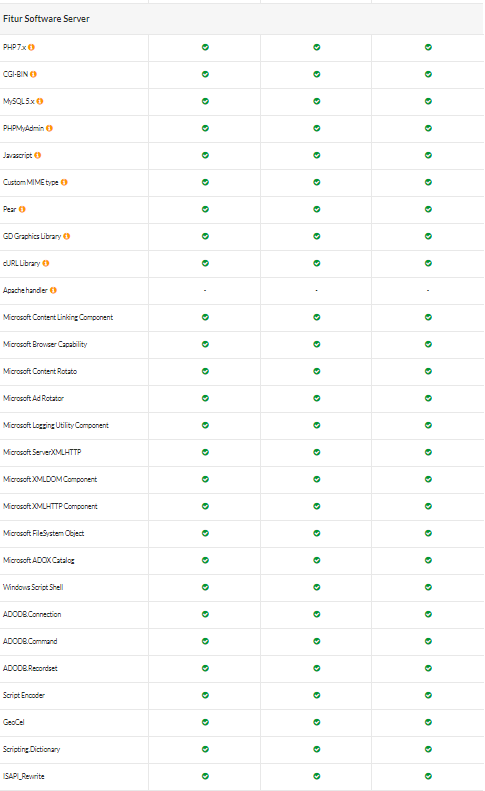 Fitur Software Server
PHP 7.x
CGI-BIN
MySQL 5.x
PHPMyAdmin
Javascript
Custom MIME type
Pear
GD Graphics Library
cURL Library
Apache handler - - -
Microsoft Content Linking Component
Microsoft Browser Capability
Microsoft Content Rotato
Microsoft Ad Rotator
Microsoft Logging Utility Component
Microsoft ServerXMLHTTP
Microsoft XMLDOM Component
Microsoft XMLHTTP Component
Microsoft FileSystem Object
Microsoft ADOX Catalog
Windows Script Shell
ADODB.Connection
ADODB.Command
ADODB.Recordset
Script Encoder
GeoCel
Scripting.Dictionary
ISAPI_Rewrite